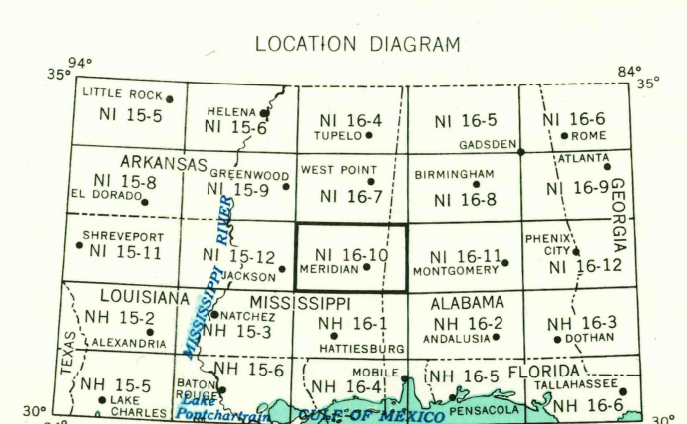 LOCATION DIAGRAM
94°
84°
35°
35°
LITTLE ROCK
NI 15-5
HELENA
NI 15-6
NI 16-4
TUPELO
NI 16-5
GADSDEN
NI 16-6
ROME
ARKANSAS
NI 15-8
EL DORADO
GREENWOOD
NI 15-9
WEST POINT
NI 16-7
BIRMINGHAM
NI 16-8
ATLANTA
NI 16-9
GEORGIA
SHREVEPORT
NI 15-11
MISSISSIPPI RIVER
NI 15-12
JACKSON
NI 16-10
MERIDIAN
NI 16-11
MONTGOMERY
PHENIX
CITY
NI 16-12
LOUISIANA
MISSISSIPPI
ALABAMA
TEXAS
NH 15-2
ALEXANDRIA
NATCHEZ
NH 15-3
NH 16-1
HATTIESBURG
NH 16-2
ANDALUSIA
NH 16-3
DOTHAN
NH 15-5
LAKE
CHARLES
NH 15-6
BATON
ROUGE
Lake
Pontchartrain
MOBILE
NH 16-4
GULF OF MEXICO
NH 16-5
PENSACOLA
FLORIDA
TALLAHASSEE
NH 16-6
30°
30°